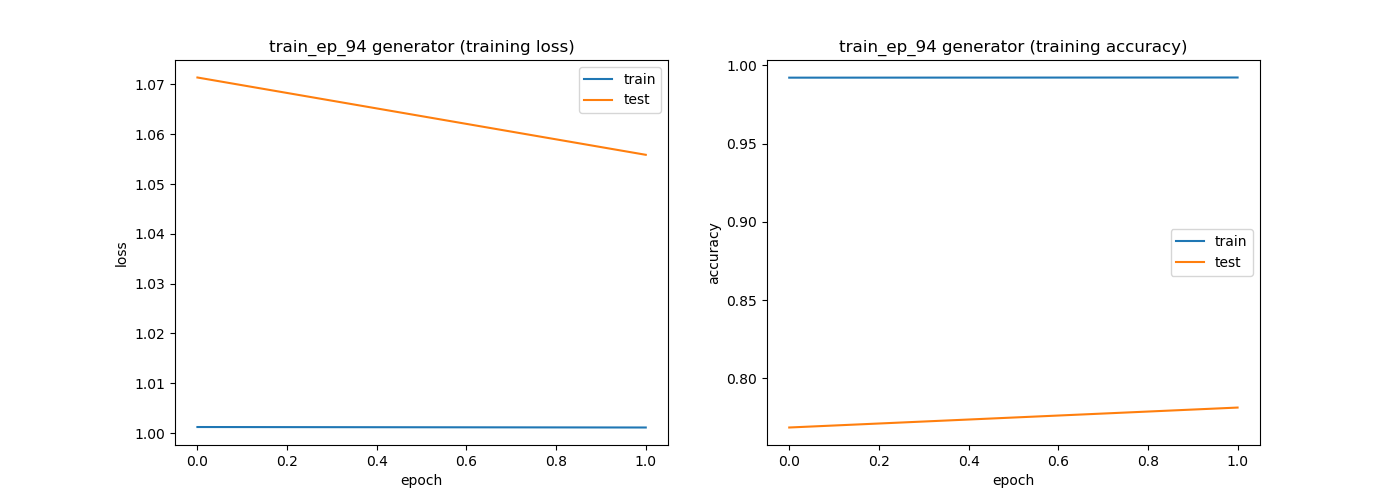 train_ep_94 generator (training loss)
1.07
1.06
1.05
1.04
1.03
1.02
1.01
1.00
loss
0.0 0.2 0.4 0.6 0.8 1.0
epoch
train
test
train_ep_94 generator (training accuracy)
1.00
0.95
0.90
0.85
0.80
accuracy
0.0 0.2 0.4 0.6 0.8 1.0
epoch
train
test